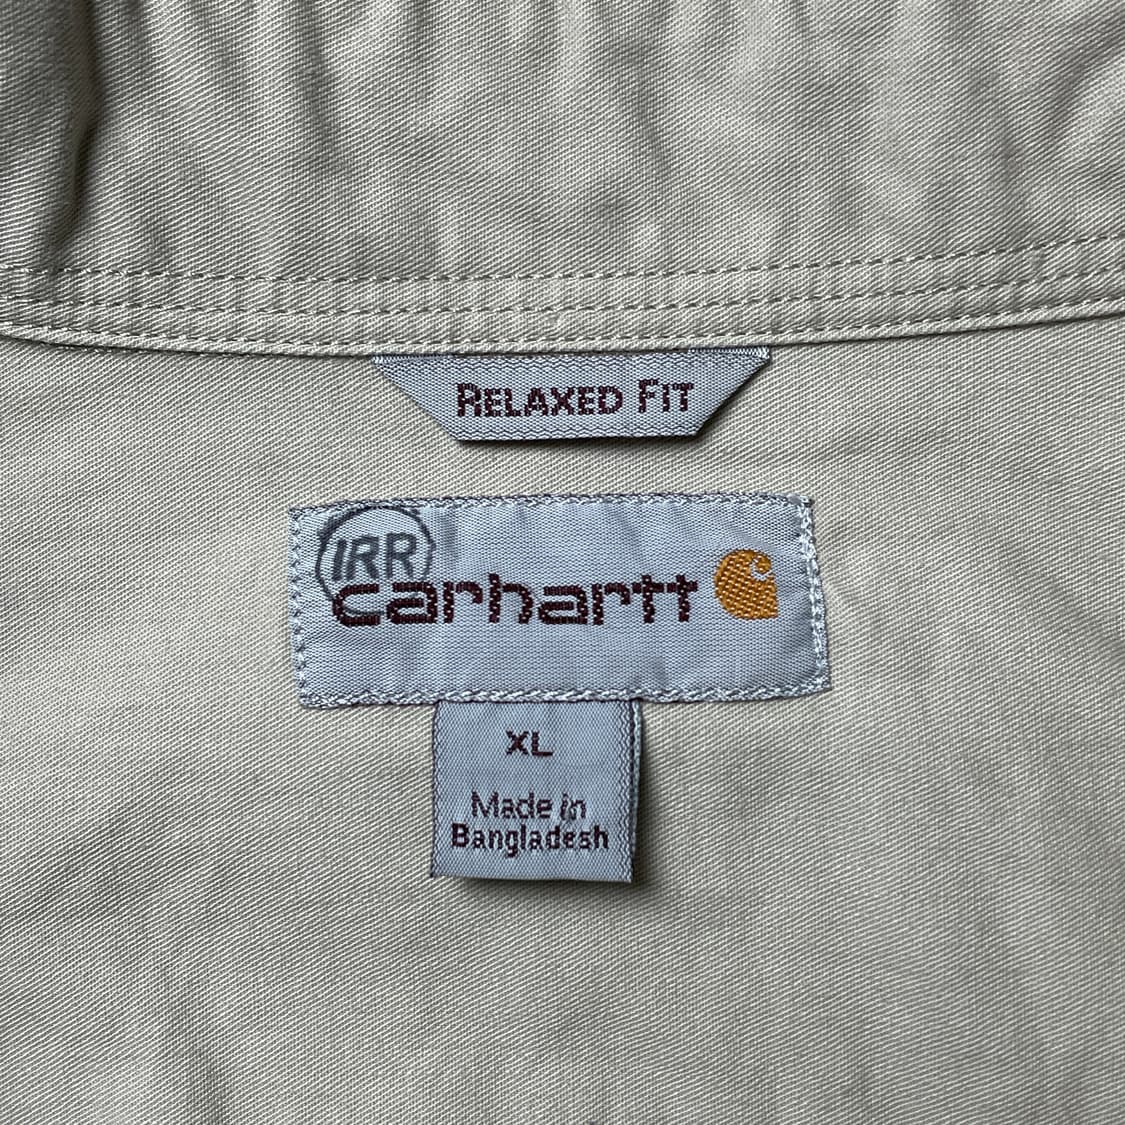 RELAXED FIT
IRR
carhartt
XL
Made in
Bangladesh